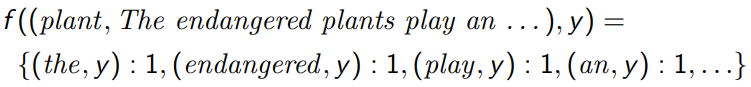 f((plant, The endangered plants play an ...), y) =
{(the, y) : 1, (endangered, y) : 1, (play, y) : 1, (an, y) : 1, ...}